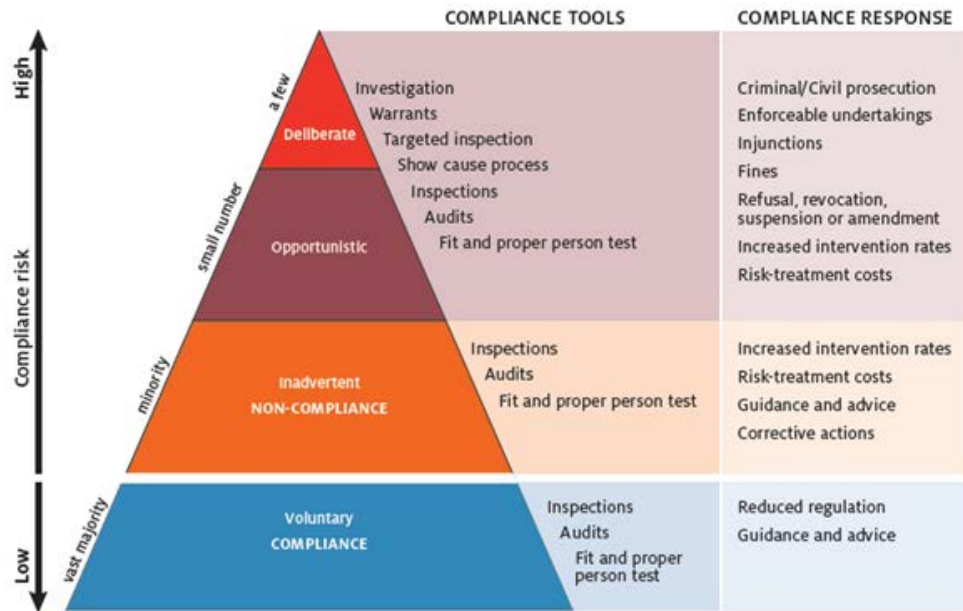 COMPLIANCE TOOLS
COMPLIANCE RESPONSE
High
Compliance risk
Low
a few
small number
minority
vast majority
Deliberate
Opportunistic
Inadvertent
NON-COMPLIANCE
Voluntary
COMPLIANCE
Investigation
Warrants
Targeted inspection
Show cause process
Inspections
Audits
Fit and proper person test
Criminal/Civil prosecution
Enforceable undertakings
Injunctions
Fines
Refusal, revocation,
suspension or amendment
Increased intervention rates
Risk-treatment costs
Inspections
Audits
Fit and proper person test
Increased intervention rates
Risk-treatment costs
Guidance and advice
Corrective actions
Inspections
Audits
Fit and proper
person test
Reduced regulation
Guidance and advice